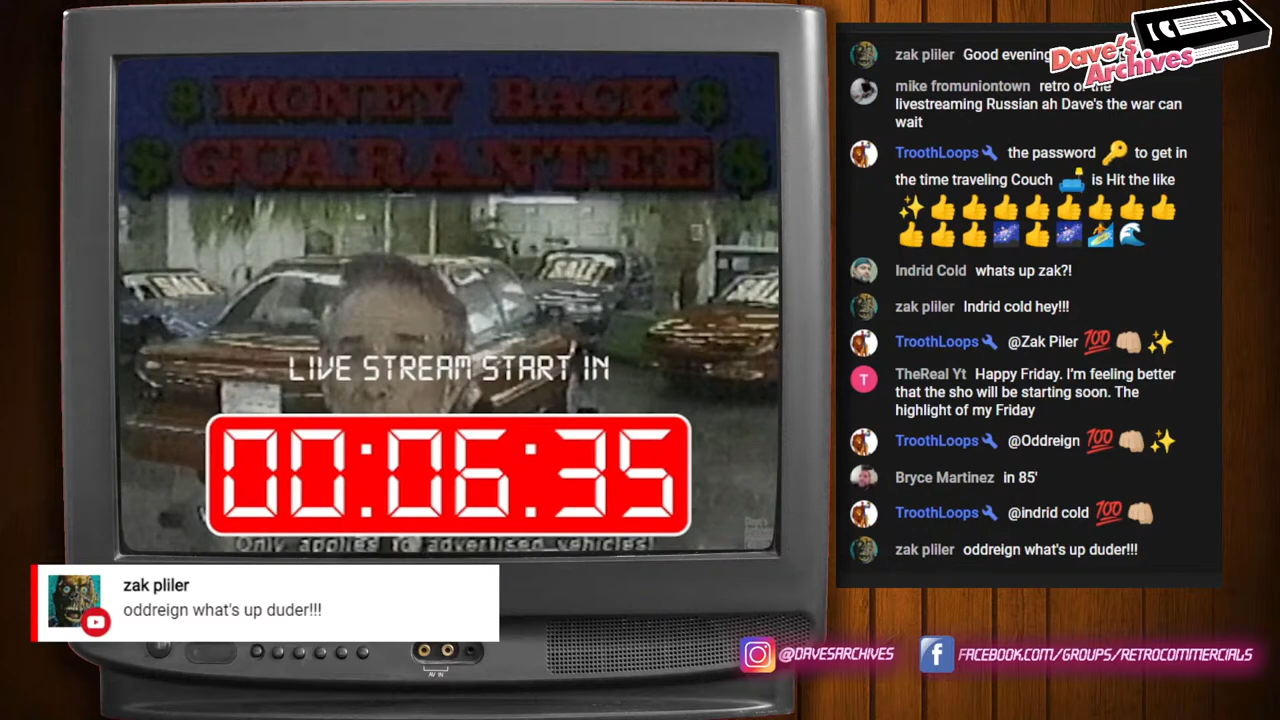 $ MONEY BACK $
$ GUARANTEE $
SALE!
SALE!
SALE!
LIVE STREAM START IN
00:06:35
Only applies to advertised vehicles!
zak pliler
oddreign what's up duder!!!
AV IN
Dave's
Archives
zak pliler Good evening
mike fromuniontown retro of the
livestreaming Russian ah Dave's the war can
wait
TroothLoops the password 🔑 to get in
the time traveling Couch 🛋️ is Hit the like
✨👍👍👍👍👍👍👍👍
👍👍👍🌌👍🌌🏄🌊
Indrid Cold whats up zak?!
zak pliler Indrid cold hey!!!
TroothLoops @Zak Piler 💯👊🏼✨
T
TheReal Yt Happy Friday. I'm feeling better
that the sho will be starting soon. The
highlight of my Friday
TroothLoops @Oddreign 💯👊🏼✨
Bryce Martinez in 85'
TroothLoops @indrid cold 💯👊🏼
zak pliler oddreign what's up duder!!!
@DAVESARCHIVES
FACEBOOK.COM/GROUPS/RETROCOMMERCIALS